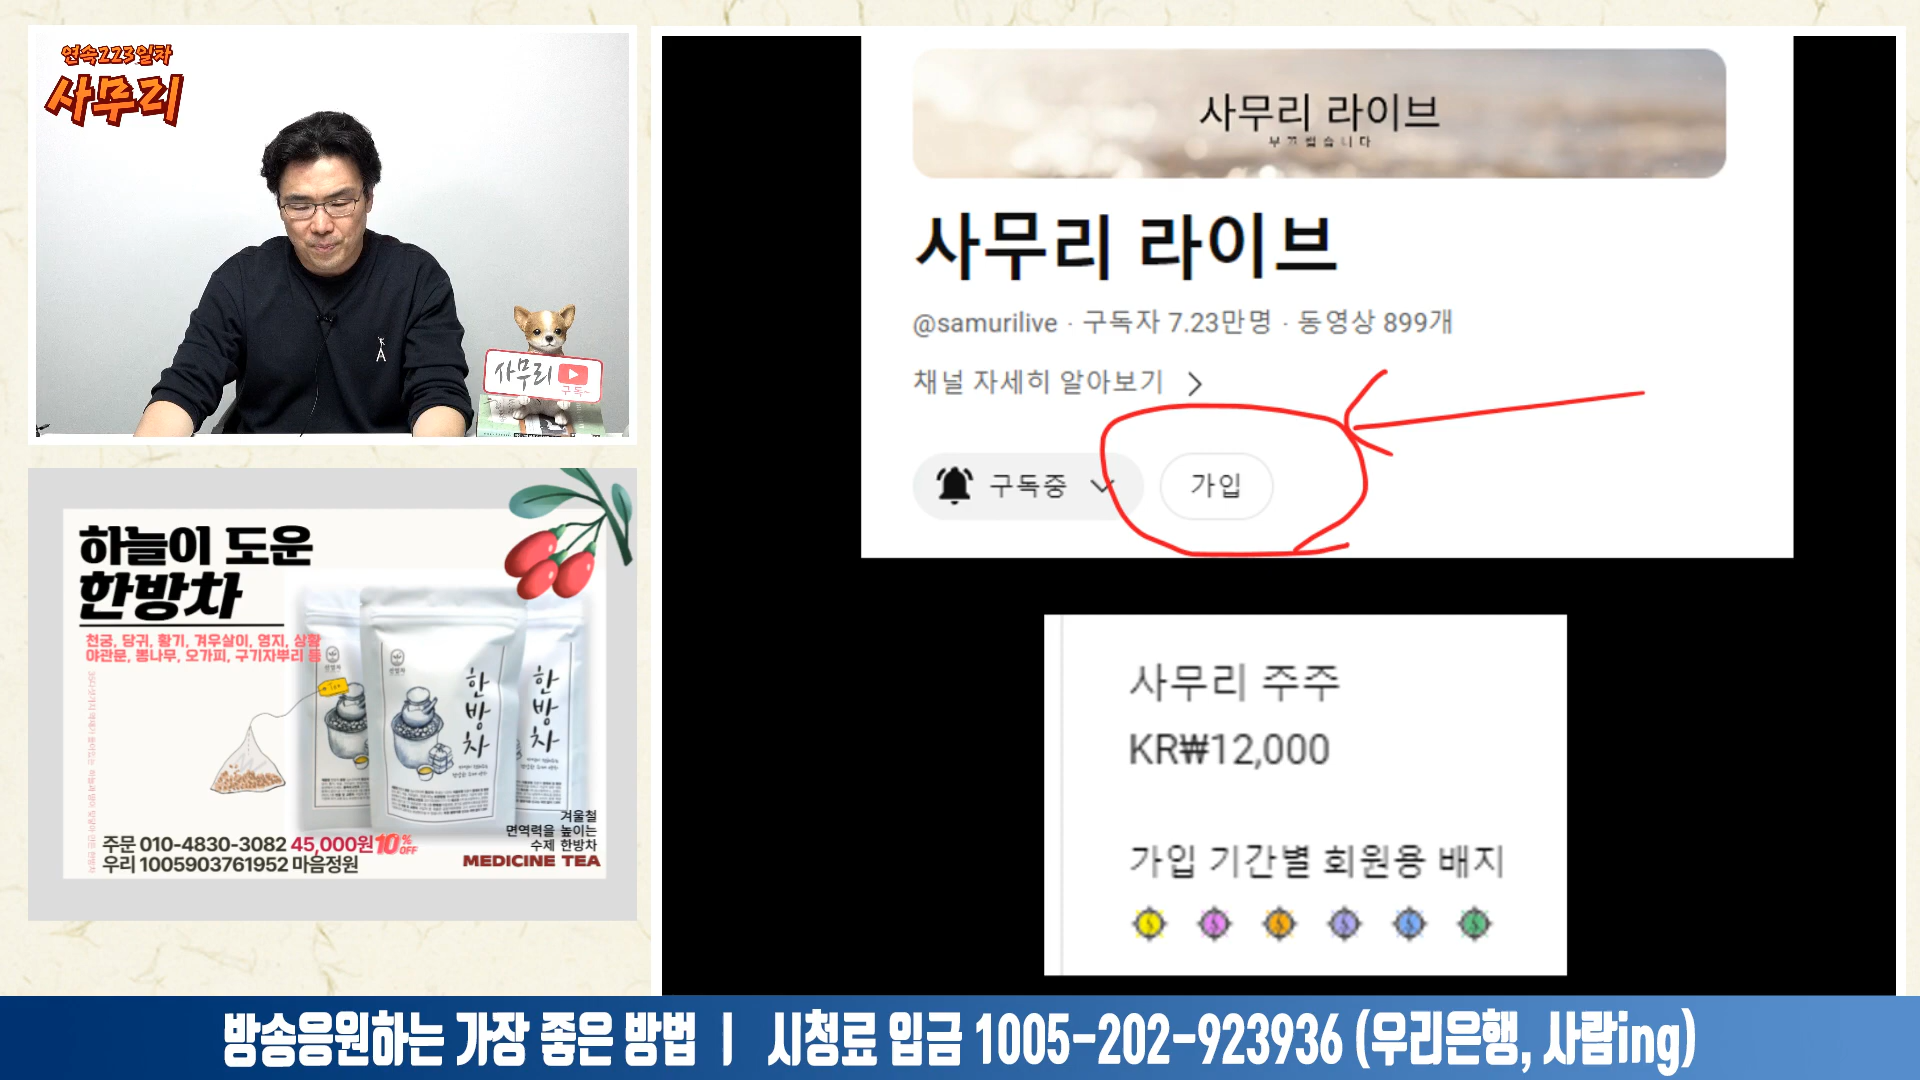 연속223일차
사무리
사무리
구독~
하늘이 도운
한방차
천궁, 당귀, 황기, 겨우살이, 영지, 상황
야관문, 뽕나무, 오가피, 구기자뿌리 등
한방차
한방차
겨울철
면역력을 높이는
수제 한방차
MEDICINE TEA
주문 010-4830-3082 45,000원 10% OFF
우리 1005903761952 마음정원
사무리 라이브
부끄럽습니다
사무리 라이브
@samurilive · 구독자 7.23만명 · 동영상 899개
채널 자세히 알아보기
구독중
가입
사무리 주주
KR₩12,000
가입 기간별 회원용 배지
방송응원하는 가장 좋은 방법 ㅣ 시청료 입금 1005-202-923936 (우리은행, 사람ing)